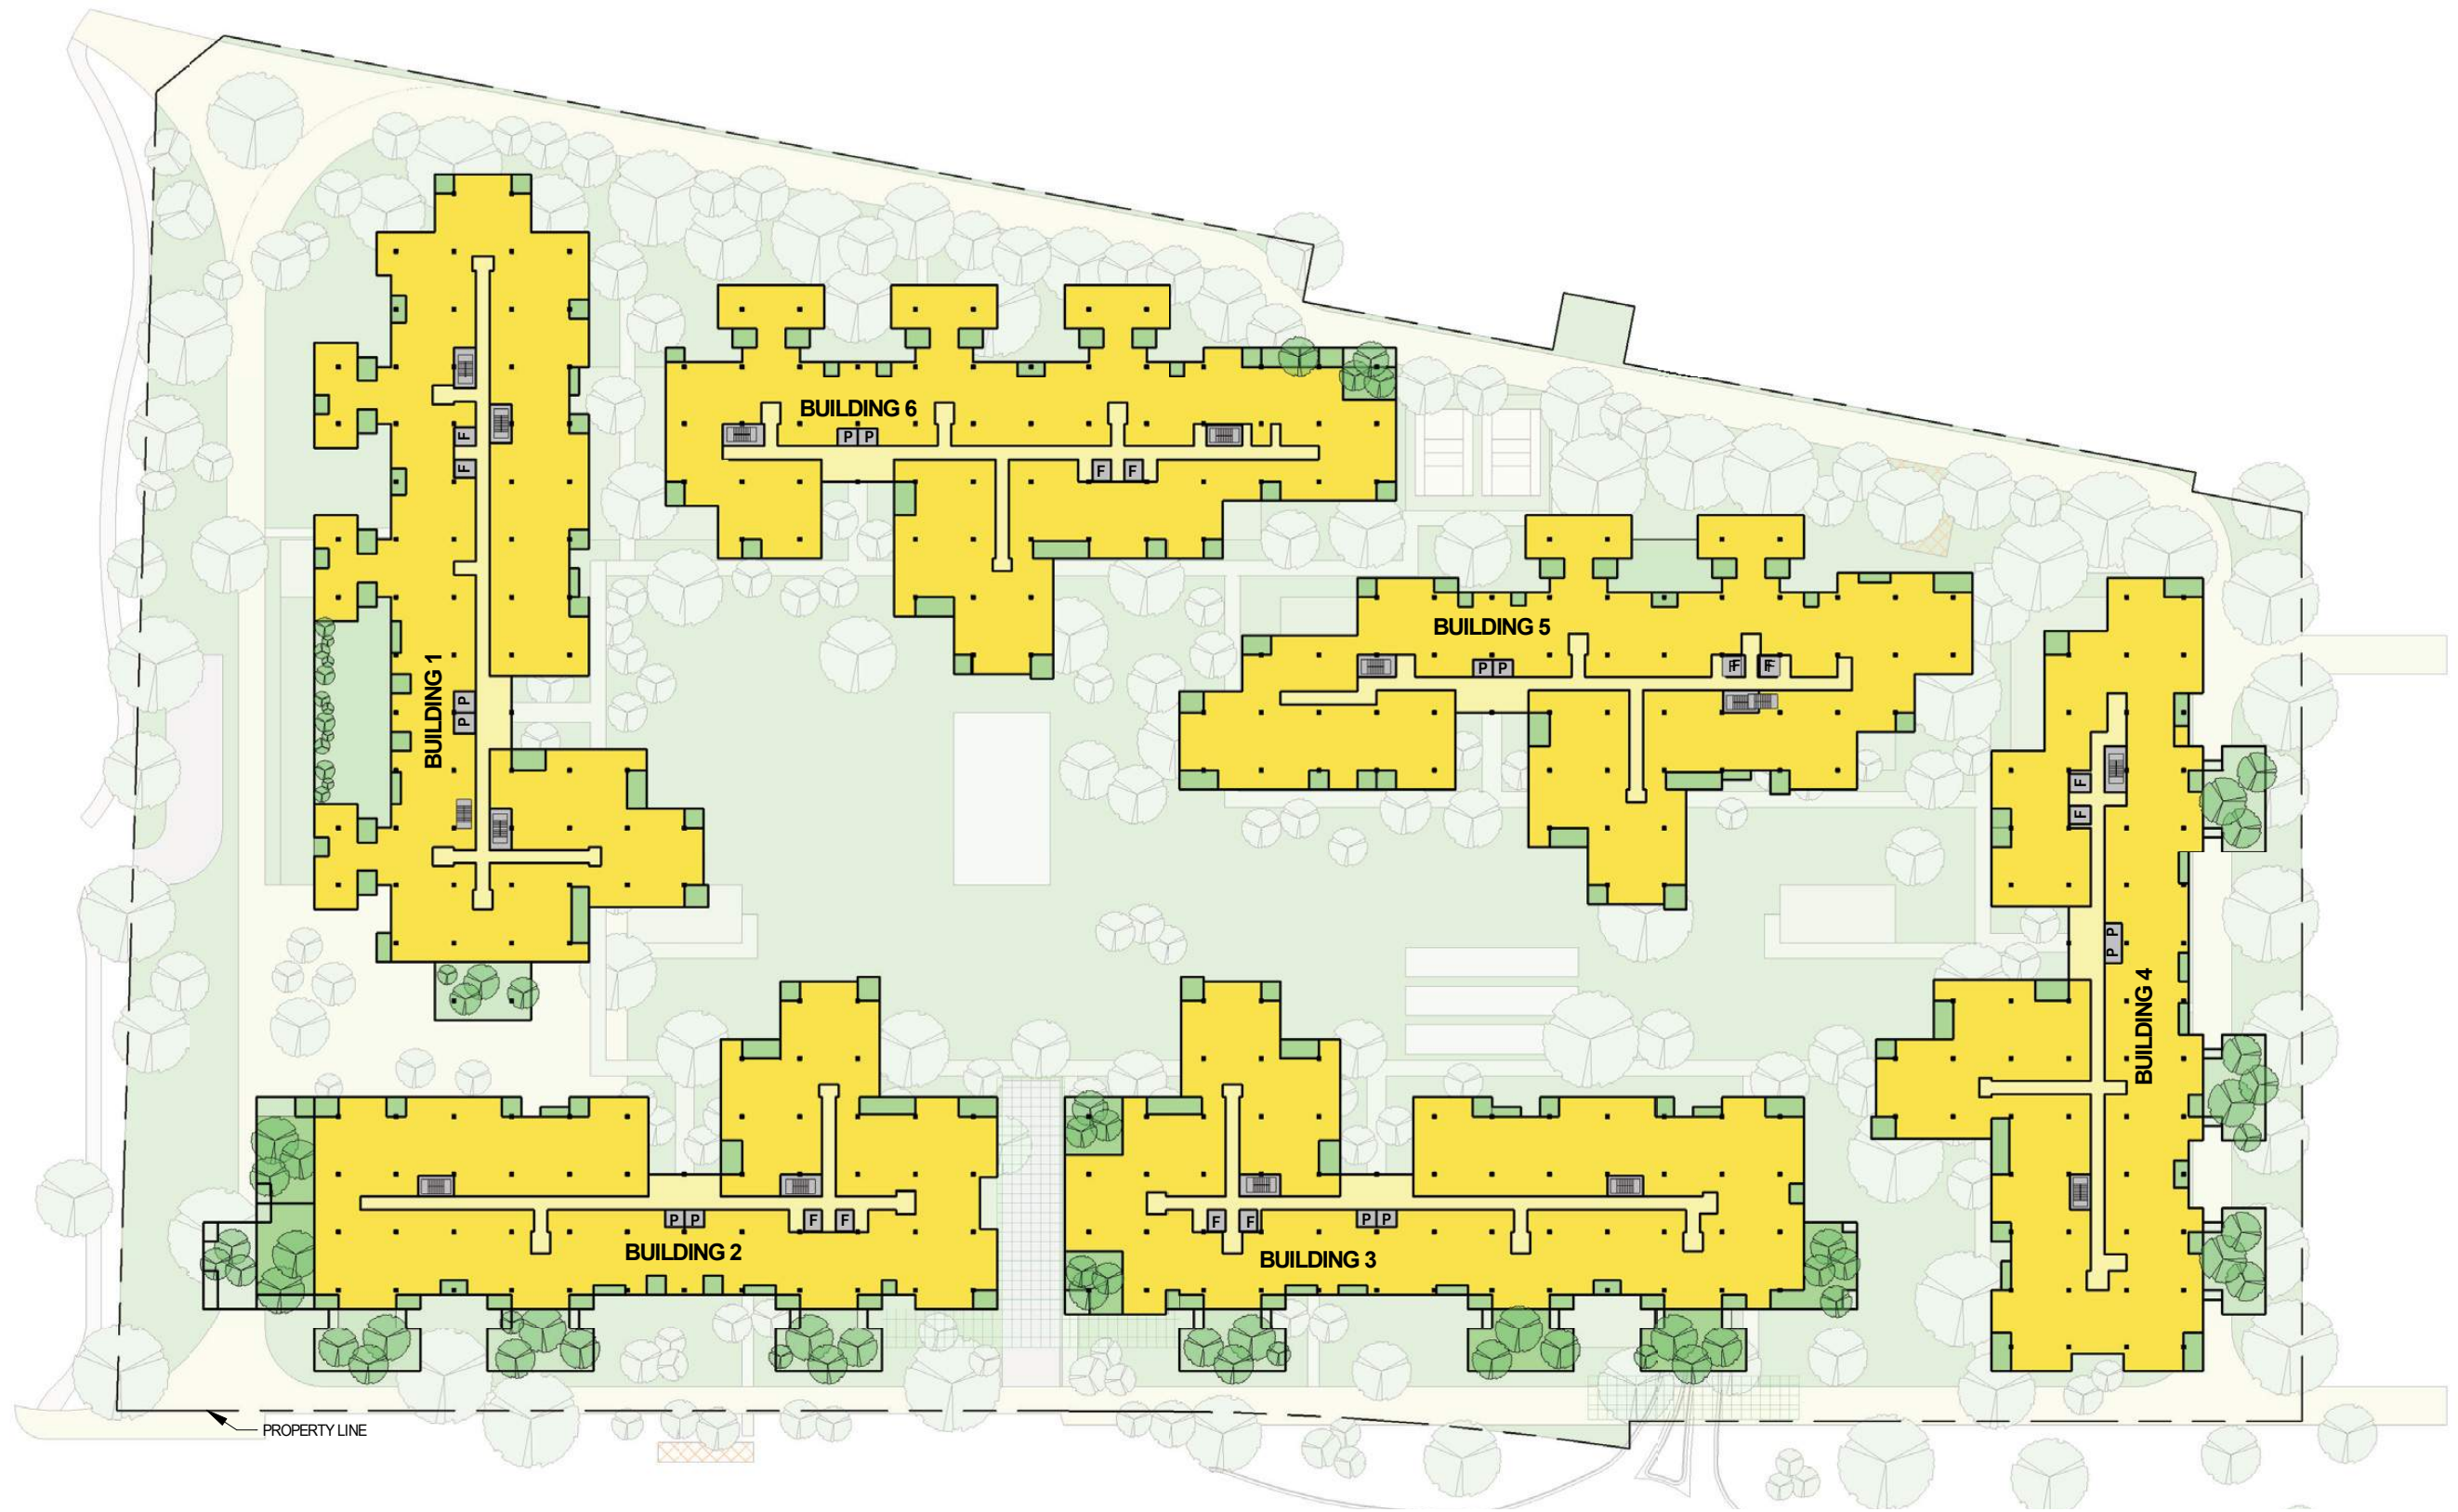 BUILDING 6
P P
F F
F
F
BUILDING 5
P P
F F
BUILDING 1
P P
F
F
P P
BUILDING 4
P P
F F
BUILDING 2
F F
P P
BUILDING 3
PROPERTY LINE